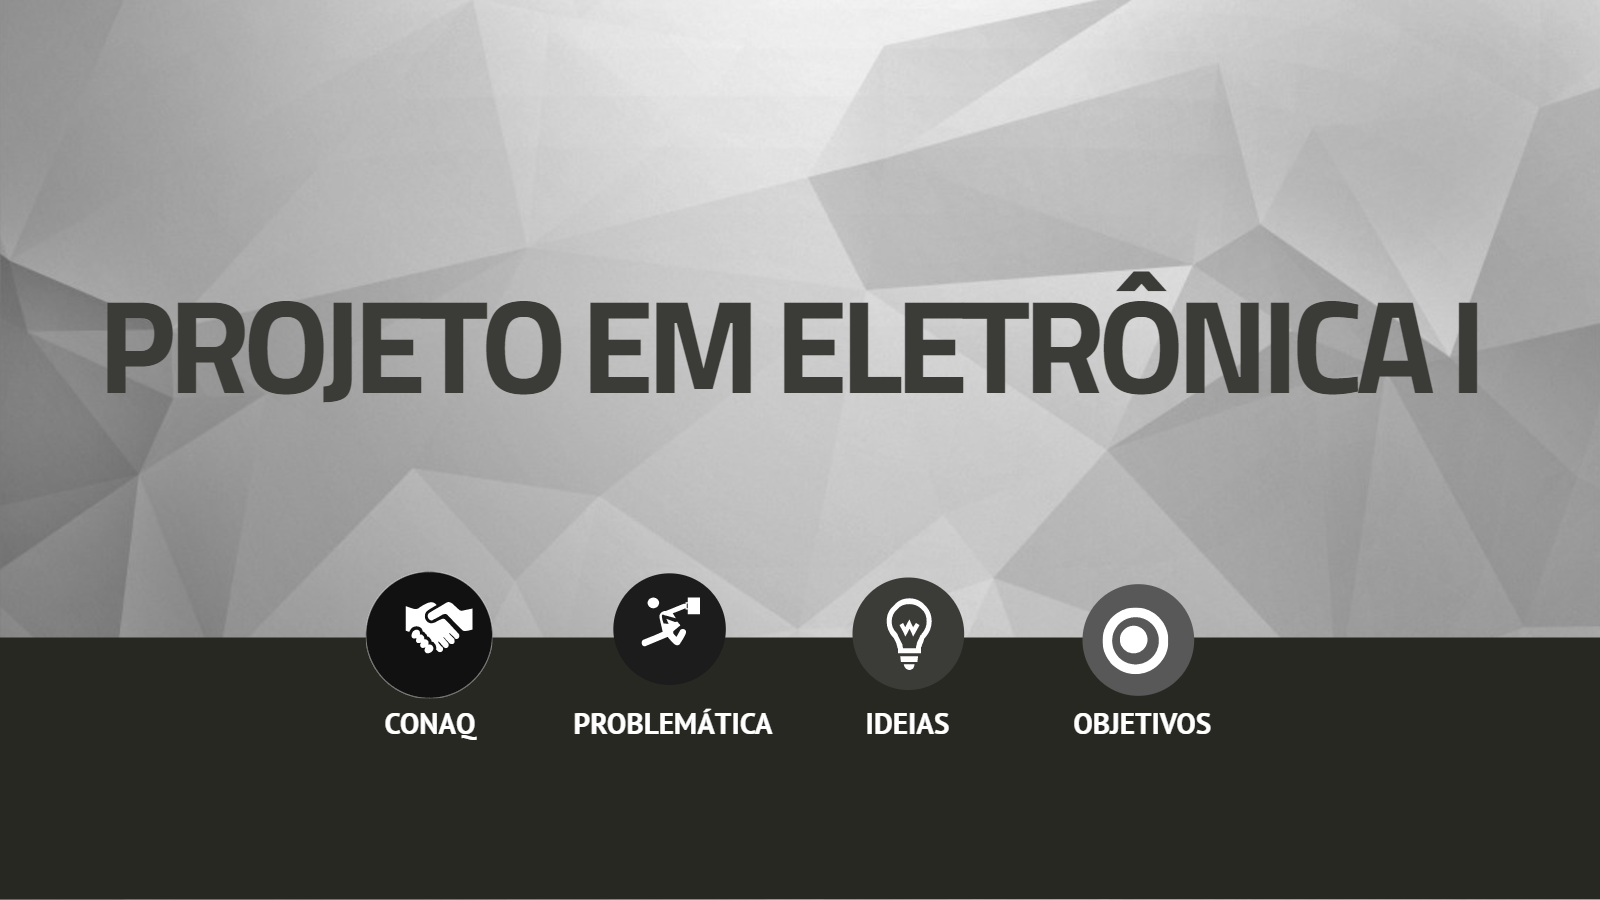 PROJETO EM ELETRÔNICA I
CONAQ
PROBLEMÁTICA
IDEIAS
OBJETIVOS